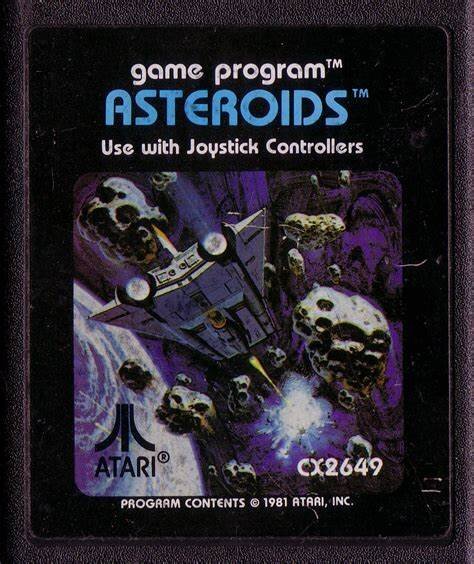 game program™
ASTEROIDS™
Use with Joystick Controllers
ATARI®
CX2649
PROGRAM CONTENTS © 1981 ATARI, INC.